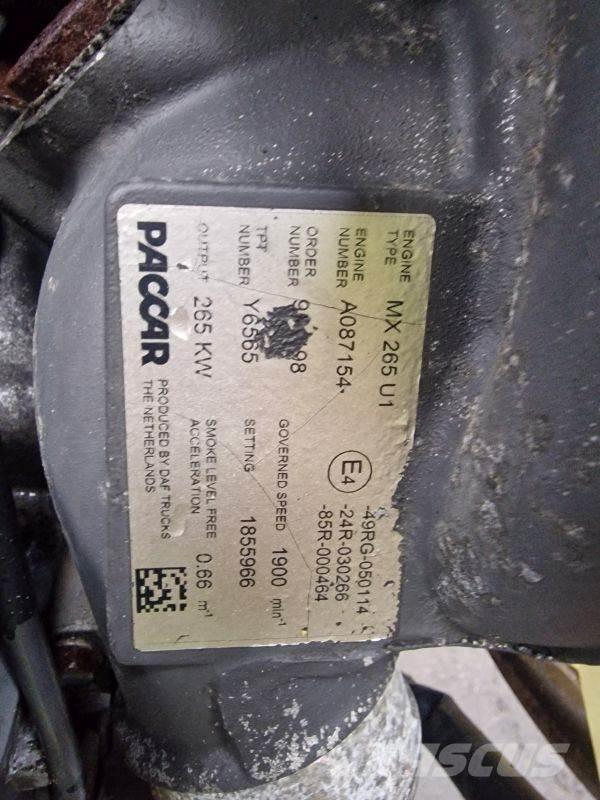 ENGINE TYPE MX 265 U1
ENGINE NUMBER A087154
ORDER NUMBER
TPT NUMBER Y6565
OUTPUT 265 KW
E4
49RG-050114
-24R-030266
-85R-000464
GOVERNED SPEED 1900 min-1
SETTING 1855966
SMOKE LEVEL FREE ACCELERATION 0.66 m-1
PACCAR
PRODUCED BY DAF TRUCKS
THE NETHERLANDS